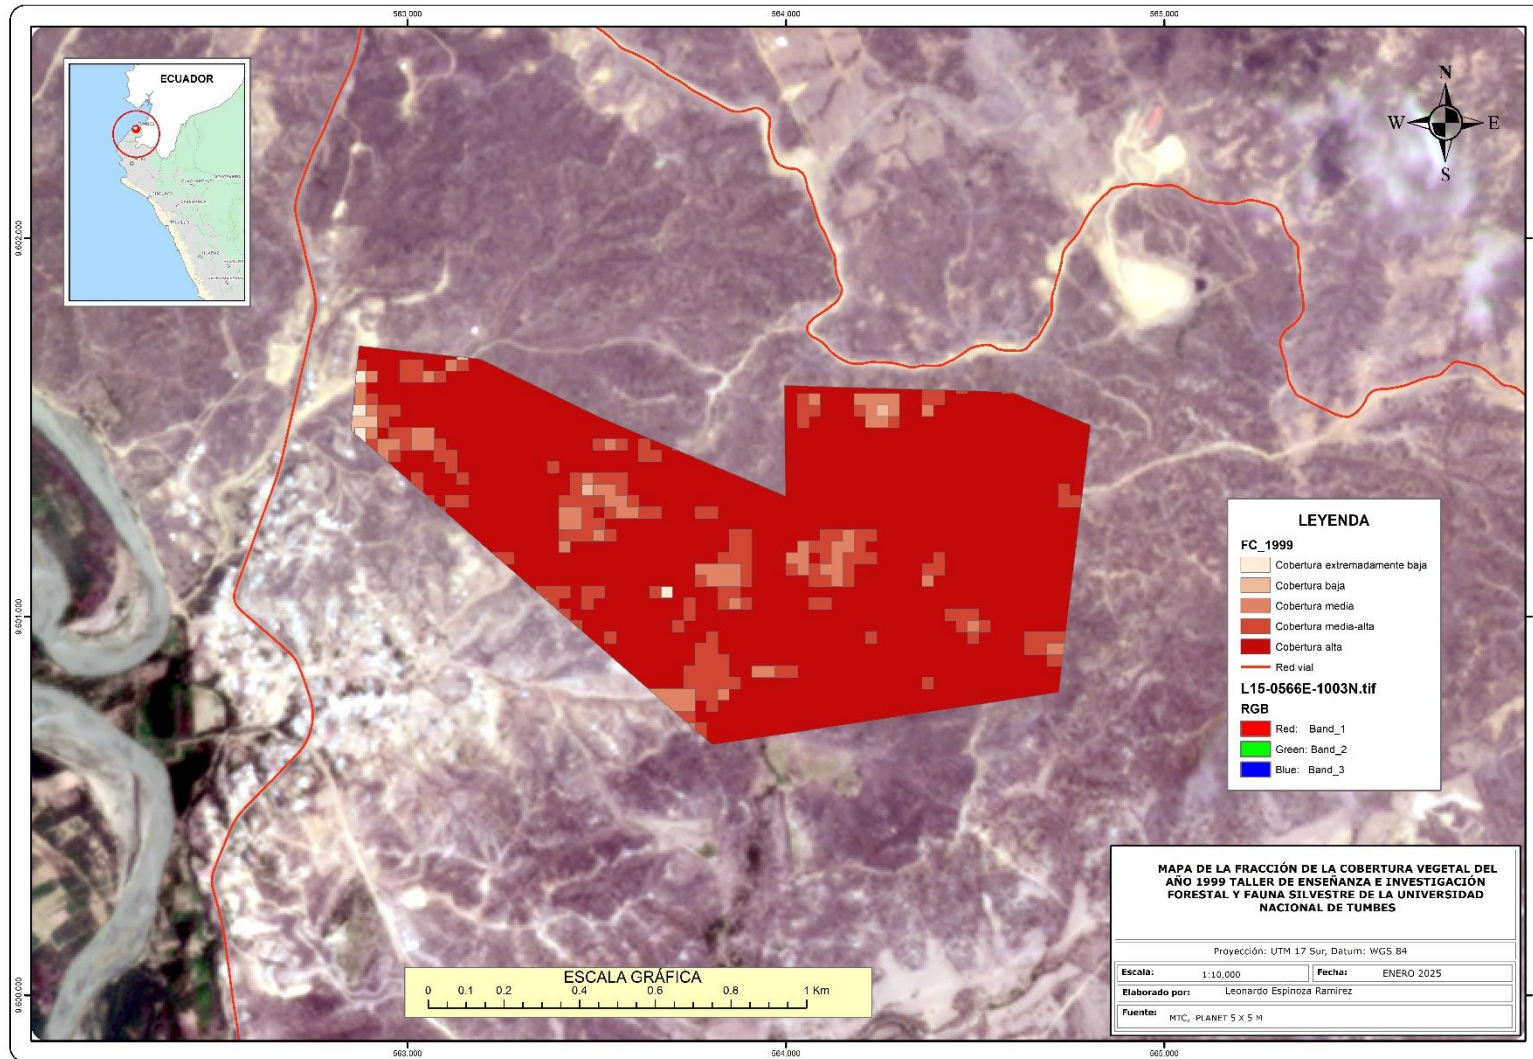 563,000
564,000
565,000
ECUADOR
N
W
E
S
9.602,000
9.601,000
9.600,000
LEYENDA
FC_1999
Cobertura extremadamente baja
Cobertura baja
Cobertura media
Cobertura media-alta
Cobertura alta
Red vial
L15-0566E-1003N.tif
RGB
Red: Band_1
Green: Band_2
Blue: Band_3
ESCALA GRÁFICA
0 0.1 0.2 0.4 0.6 0.8 1 Km
MAPA DE LA FRACCIÓN DE LA COBERTURA VEGETAL DEL
AÑO 1999 TALLER DE ENSEÑANZA E INVESTIGACIÓN
FORESTAL Y FAUNA SILVESTRE DE LA UNIVERSIDAD
NACIONAL DE TUMBES
Proyección: UTM 17 Sur, Datum: WGS 84
Escala: 1:10,000 Fecha: ENERO 2025
Elaborado por: Leonardo Espinoza Ramirez
Fuente: MTC, PLANET 5 X 5 M
563,000
564,000
565,000